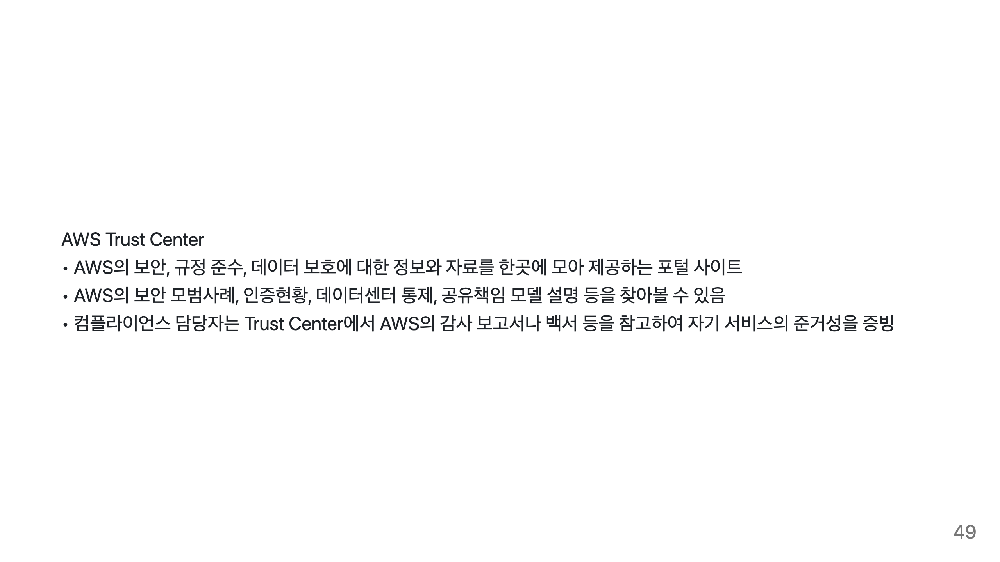 AWS Trust Center
• AWS의 보안, 규정 준수, 데이터 보호에 대한 정보와 자료를 한곳에 모아 제공하는 포털 사이트
• AWS의 보안 모범사례, 인증현황, 데이터센터 통제, 공유책임 모델 설명 등을 찾아볼 수 있음
• 컴플라이언스 담당자는 Trust Center에서 AWS의 감사 보고서나 백서 등을 참고하여 자기 서비스의 준거성을 증빙
49